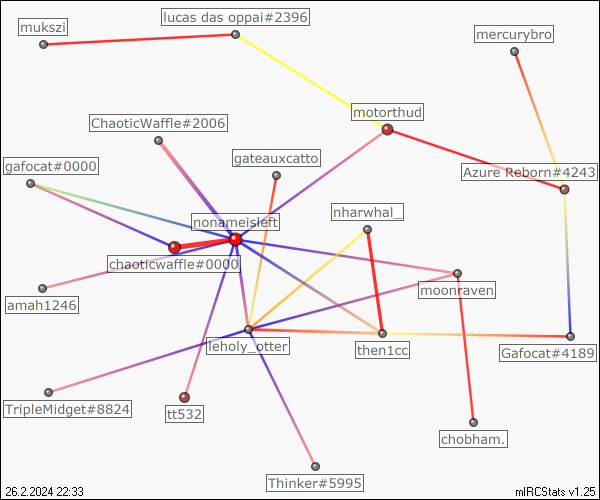 lucas das oppai#2396
mukszi
mercurybro
motorthud
ChaoticWaffle#2006
gateauxcatto
gafocat#0000
Azure Reborn#4243
nharwhal_
nonameisleft
chaoticwaffle#0000
moonraven
amah1246
leholy_otter
then1cc
Gafocat#4189
TripleMidget#8824
tt532
chobham.
Thinker#5995
26.2.2024 22:33
mIRCStats v1.25